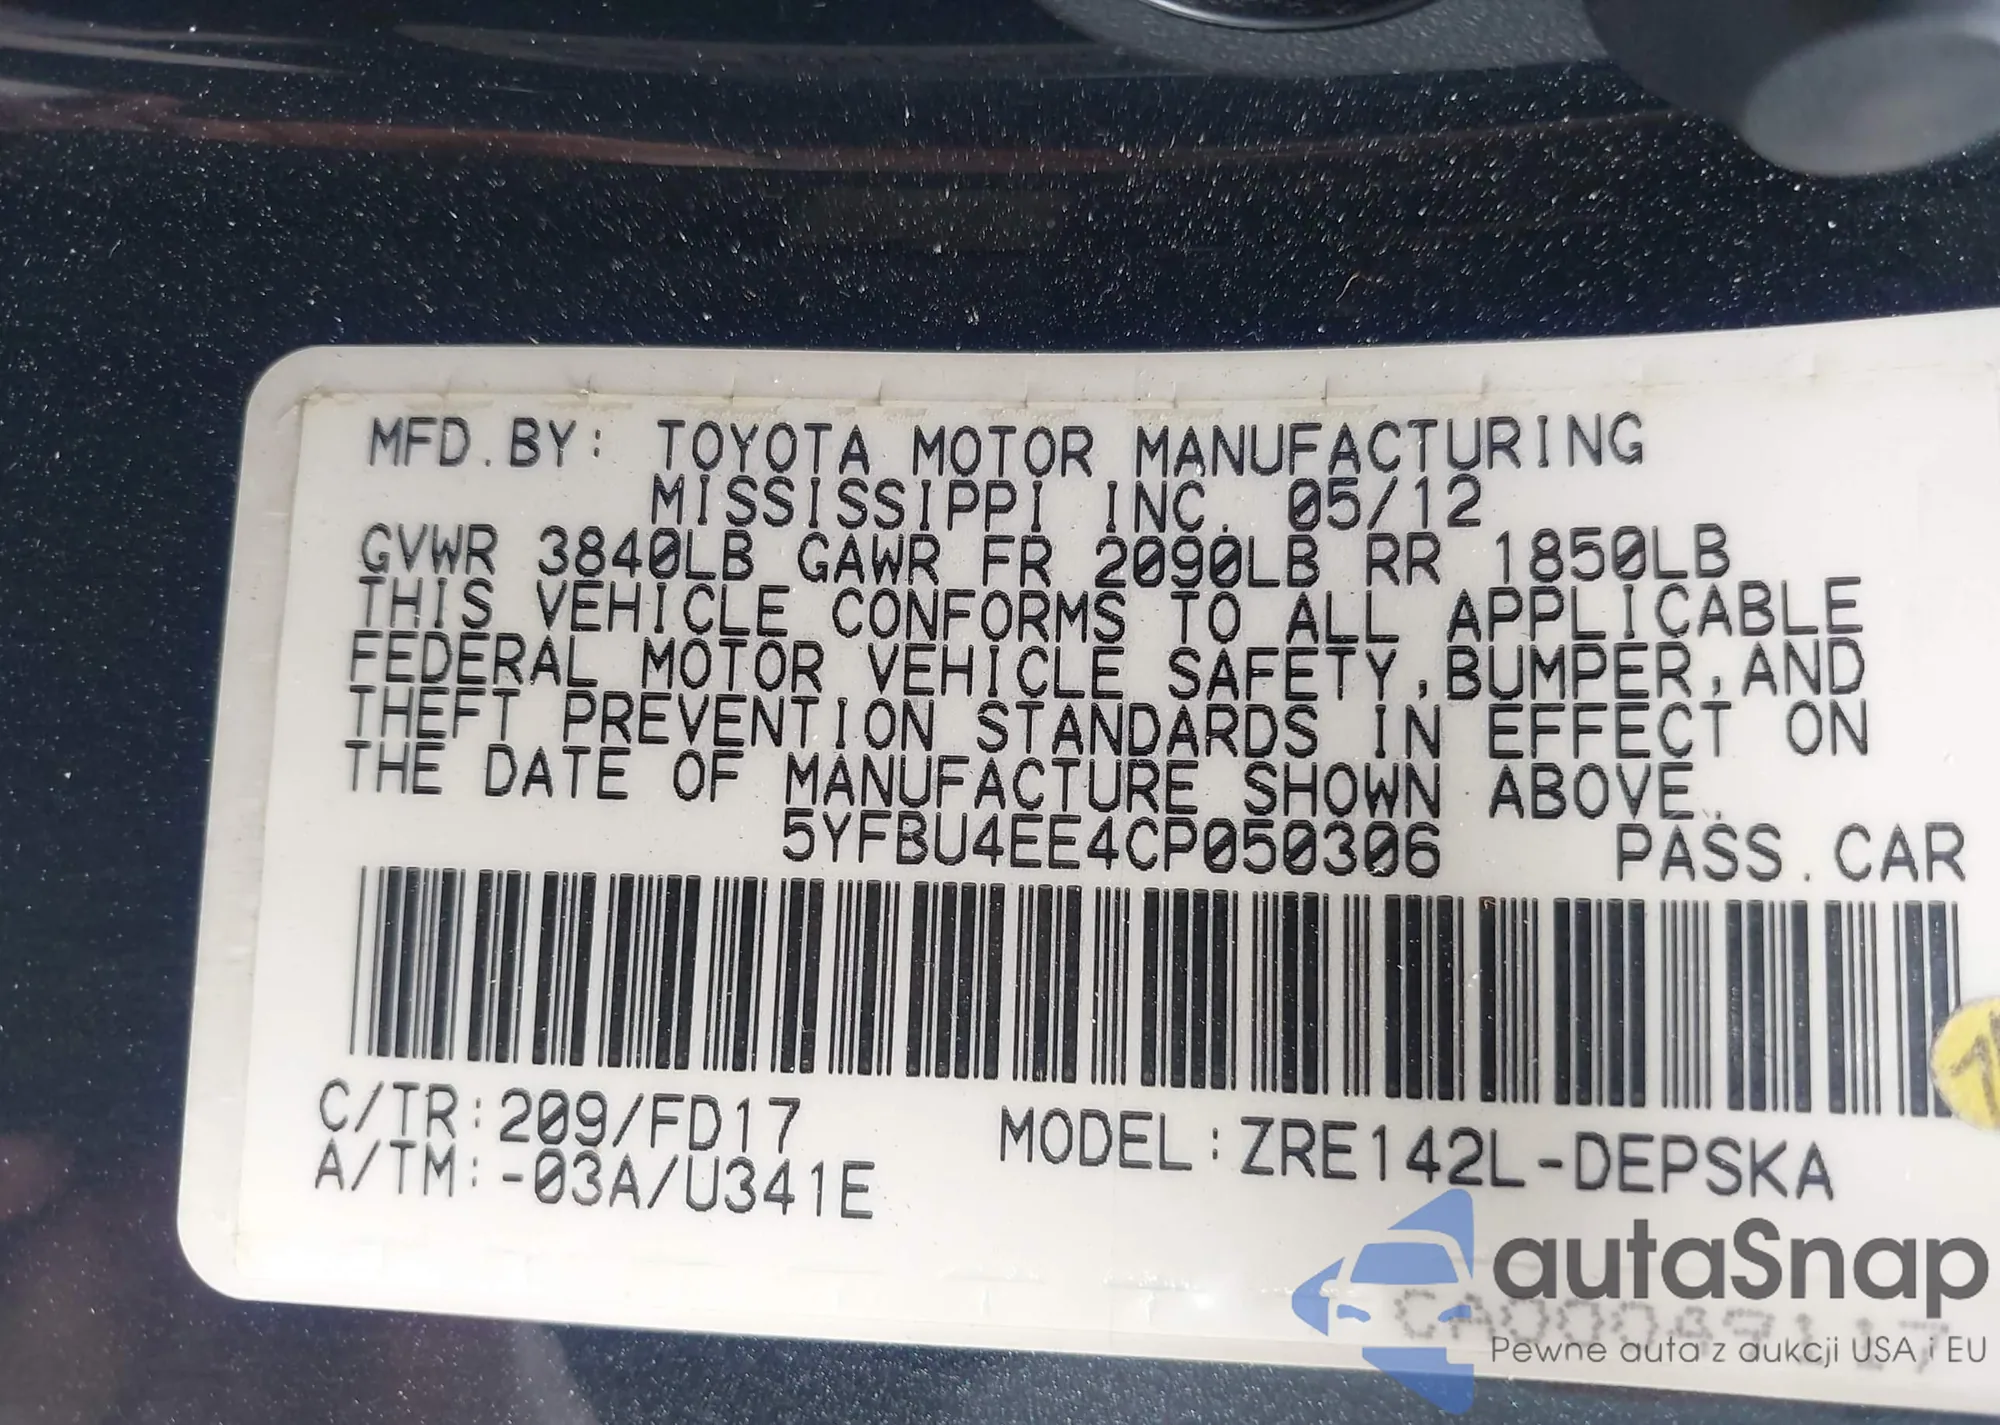 MFD.BY: TOYOTA MOTOR MANUFACTURING
MISSISSIPPI INC. 05/12
GVWR 3840LB GAWR FR 2090LB RR 1850LB
THIS VEHICLE CONFORMS TO ALL APPLICABLE
FEDERAL MOTOR VEHICLE SAFETY,BUMPER,AND
THEFT PREVENTION STANDARDS IN EFFECT ON
THE DATE OF MANUFACTURE SHOWN ABOVE.
5YFBU4EE4CP050306 PASS.CAR
C/TR:209/FD17
A/TM:-03A/U341E
MODEL:ZRE142L-DEPSKA
autaSnap
Pewne auta z aukcji USA i EU